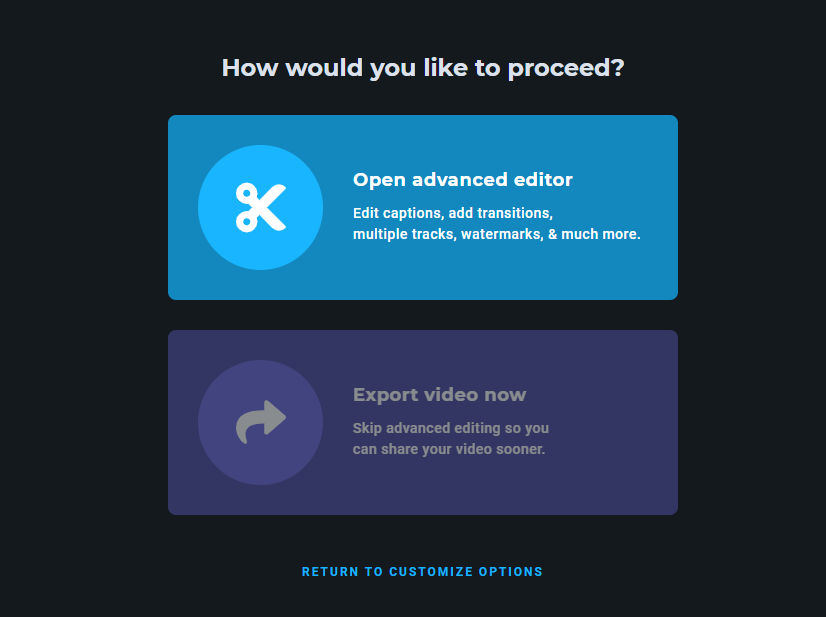 How would you like to proceed?
Open advanced editor
Edit captions, add transitions,
multiple tracks, watermarks, & much more.
Export video now
Skip advanced editing so you
can share your video sooner.
RETURN TO CUSTOMIZE OPTIONS